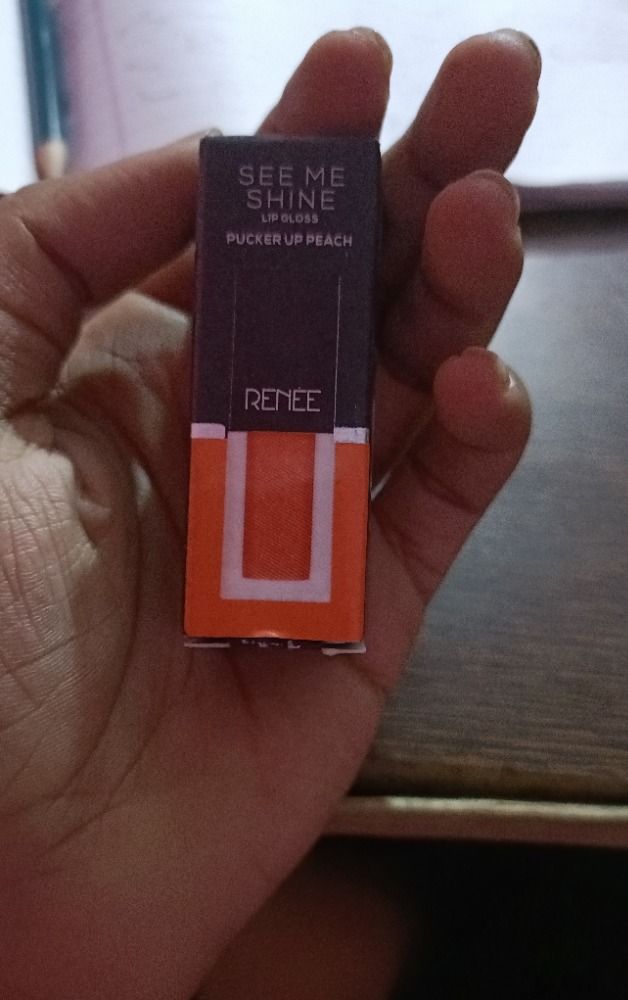 SEE ME
SHINE
LIP GLOSS
PUCKER UP PEACH
RENÉE